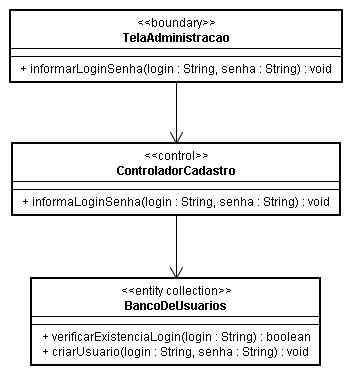 <<boundary>>
TelaAdministracao
+ informarLoginSenha(login : String, senha : String) : void
<<control>>
ControladorCadastro
+ informaLoginSenha(login : String, senha : String) : void
<<entity collection>>
BancoDeUsuarios
+ verificarExistenciaLogin(login : String) : boolean
+ criarUsuario(login : String, senha : String) : void